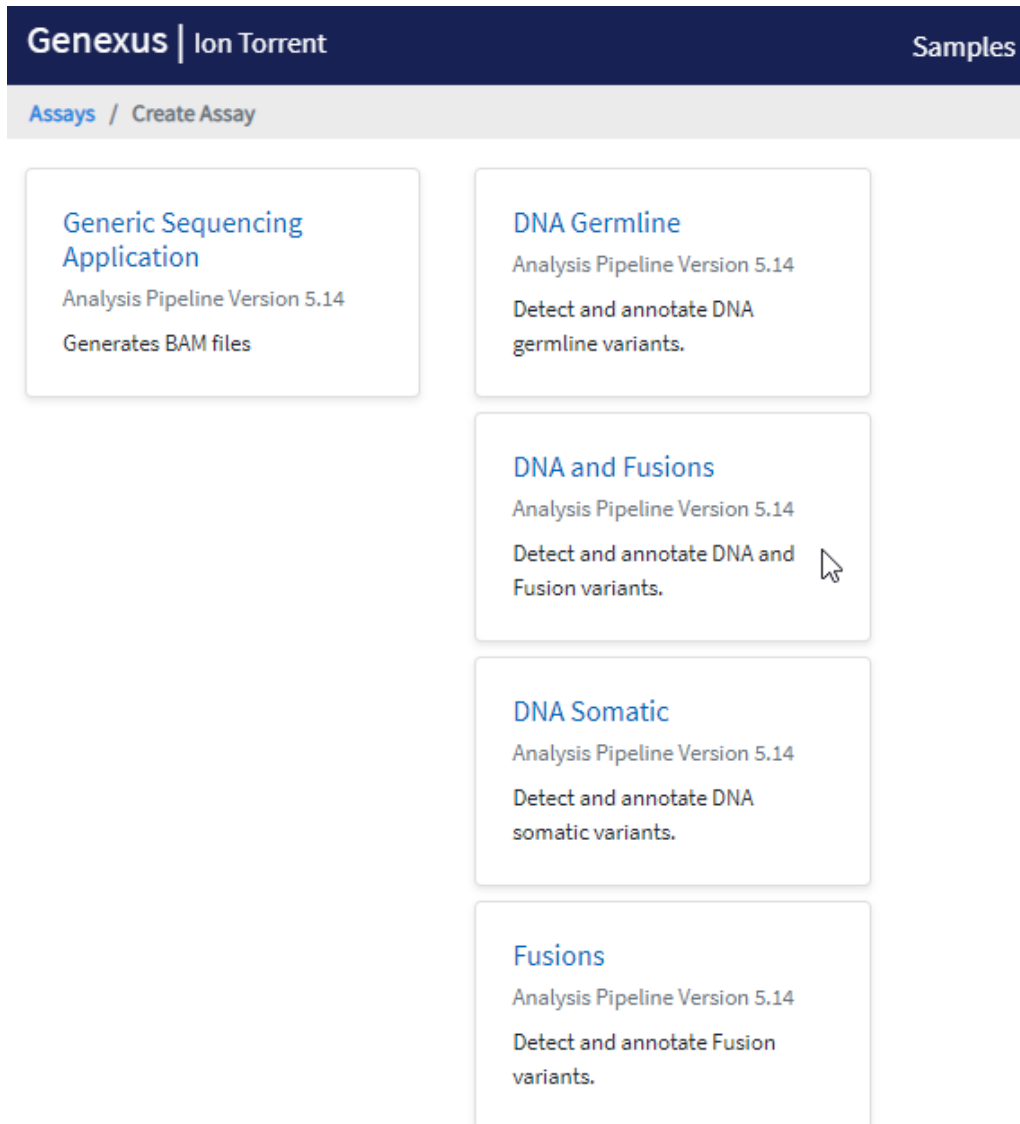 Genexus | Ion Torrent
Samples
Assays / Create Assay
Generic Sequencing
Application
Analysis Pipeline Version 5.14
Generates BAM files
DNA Germline
Analysis Pipeline Version 5.14
Detect and annotate DNA
germline variants.
DNA and Fusions
Analysis Pipeline Version 5.14
Detect and annotate DNA and
Fusion variants.
DNA Somatic
Analysis Pipeline Version 5.14
Detect and annotate DNA
somatic variants.
Fusions
Analysis Pipeline Version 5.14
Detect and annotate Fusion
variants.